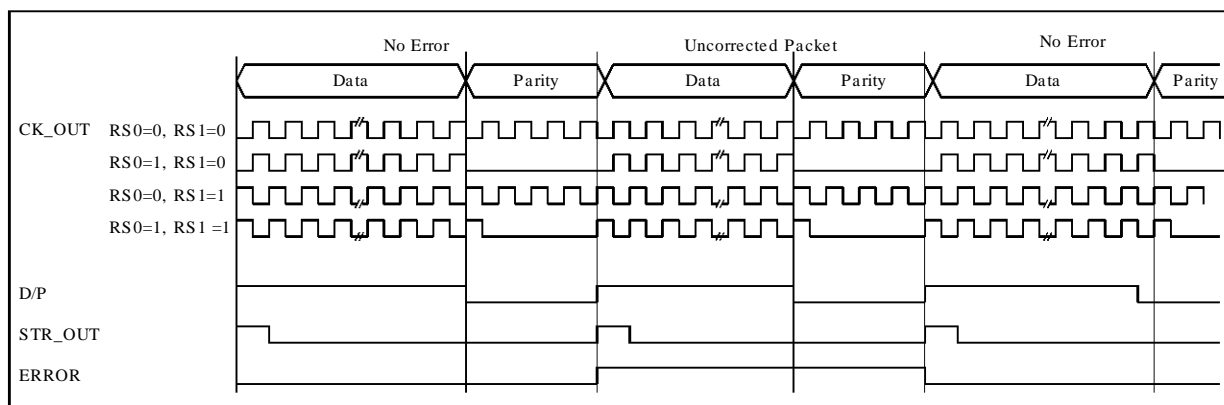 No Error Uncorrected Packet No Error
Data Parity Data Parity Data Parity
CK_OUT RS0=0, RS1=0
RS0=1, RS1=0
RS0=0, RS1=1
RS0=1, RS1 =1
D/P
STR_OUT
ERROR